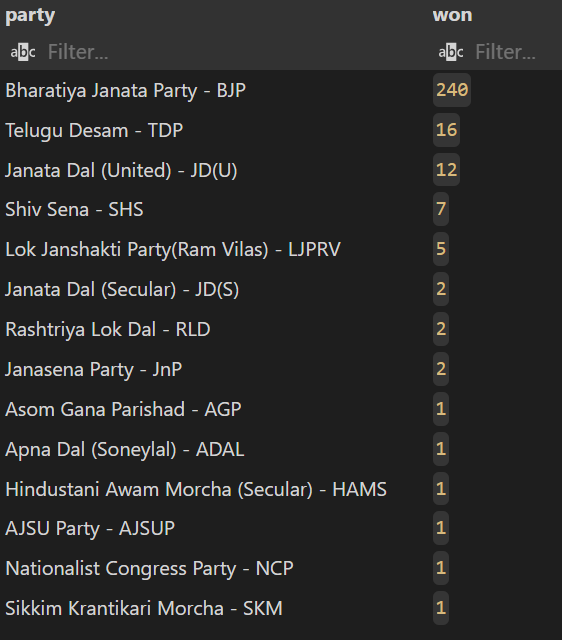 party won
abc Filter... abc Filter...
Bharatiya Janata Party - BJP 240
Telugu Desam - TDP 16
Janata Dal (United) - JD(U) 12
Shiv Sena - SHS 7
Lok Janshakti Party(Ram Vilas) - LJPRV 5
Janata Dal (Secular) - JD(S) 2
Rashtriya Lok Dal - RLD 2
Janasena Party - JnP 2
Asom Gana Parishad - AGP 1
Apna Dal (Soneylal) - ADAL 1
Hindustani Awam Morcha (Secular) - HAMS 1
AJSU Party - AJSUP 1
Nationalist Congress Party - NCP 1
Sikkim Krantikari Morcha - SKM 1